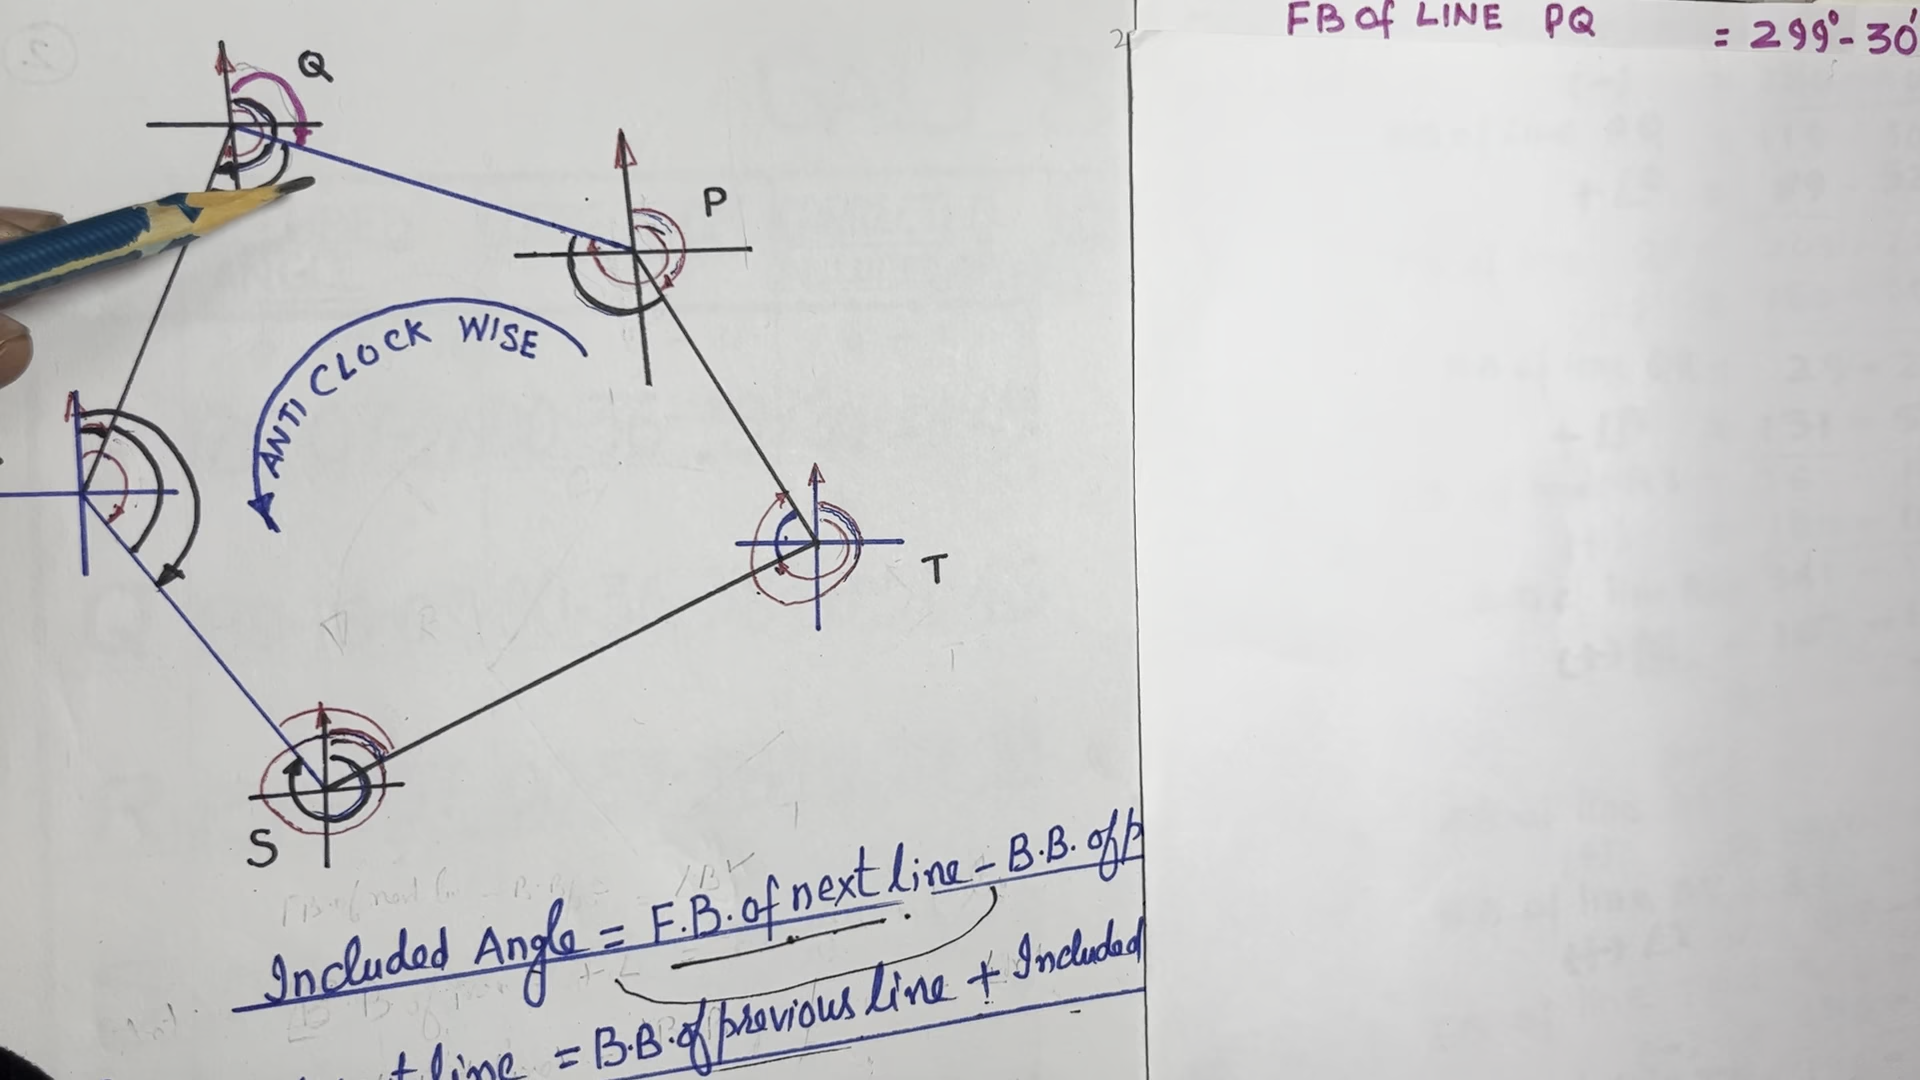 FB of LINE PQ = 299°-30'
Q
P
ANTI CLOCK WISE
T
S
Included Angle = F.B. of next line - B.B. of p
t line = B.B. of previous line + Included